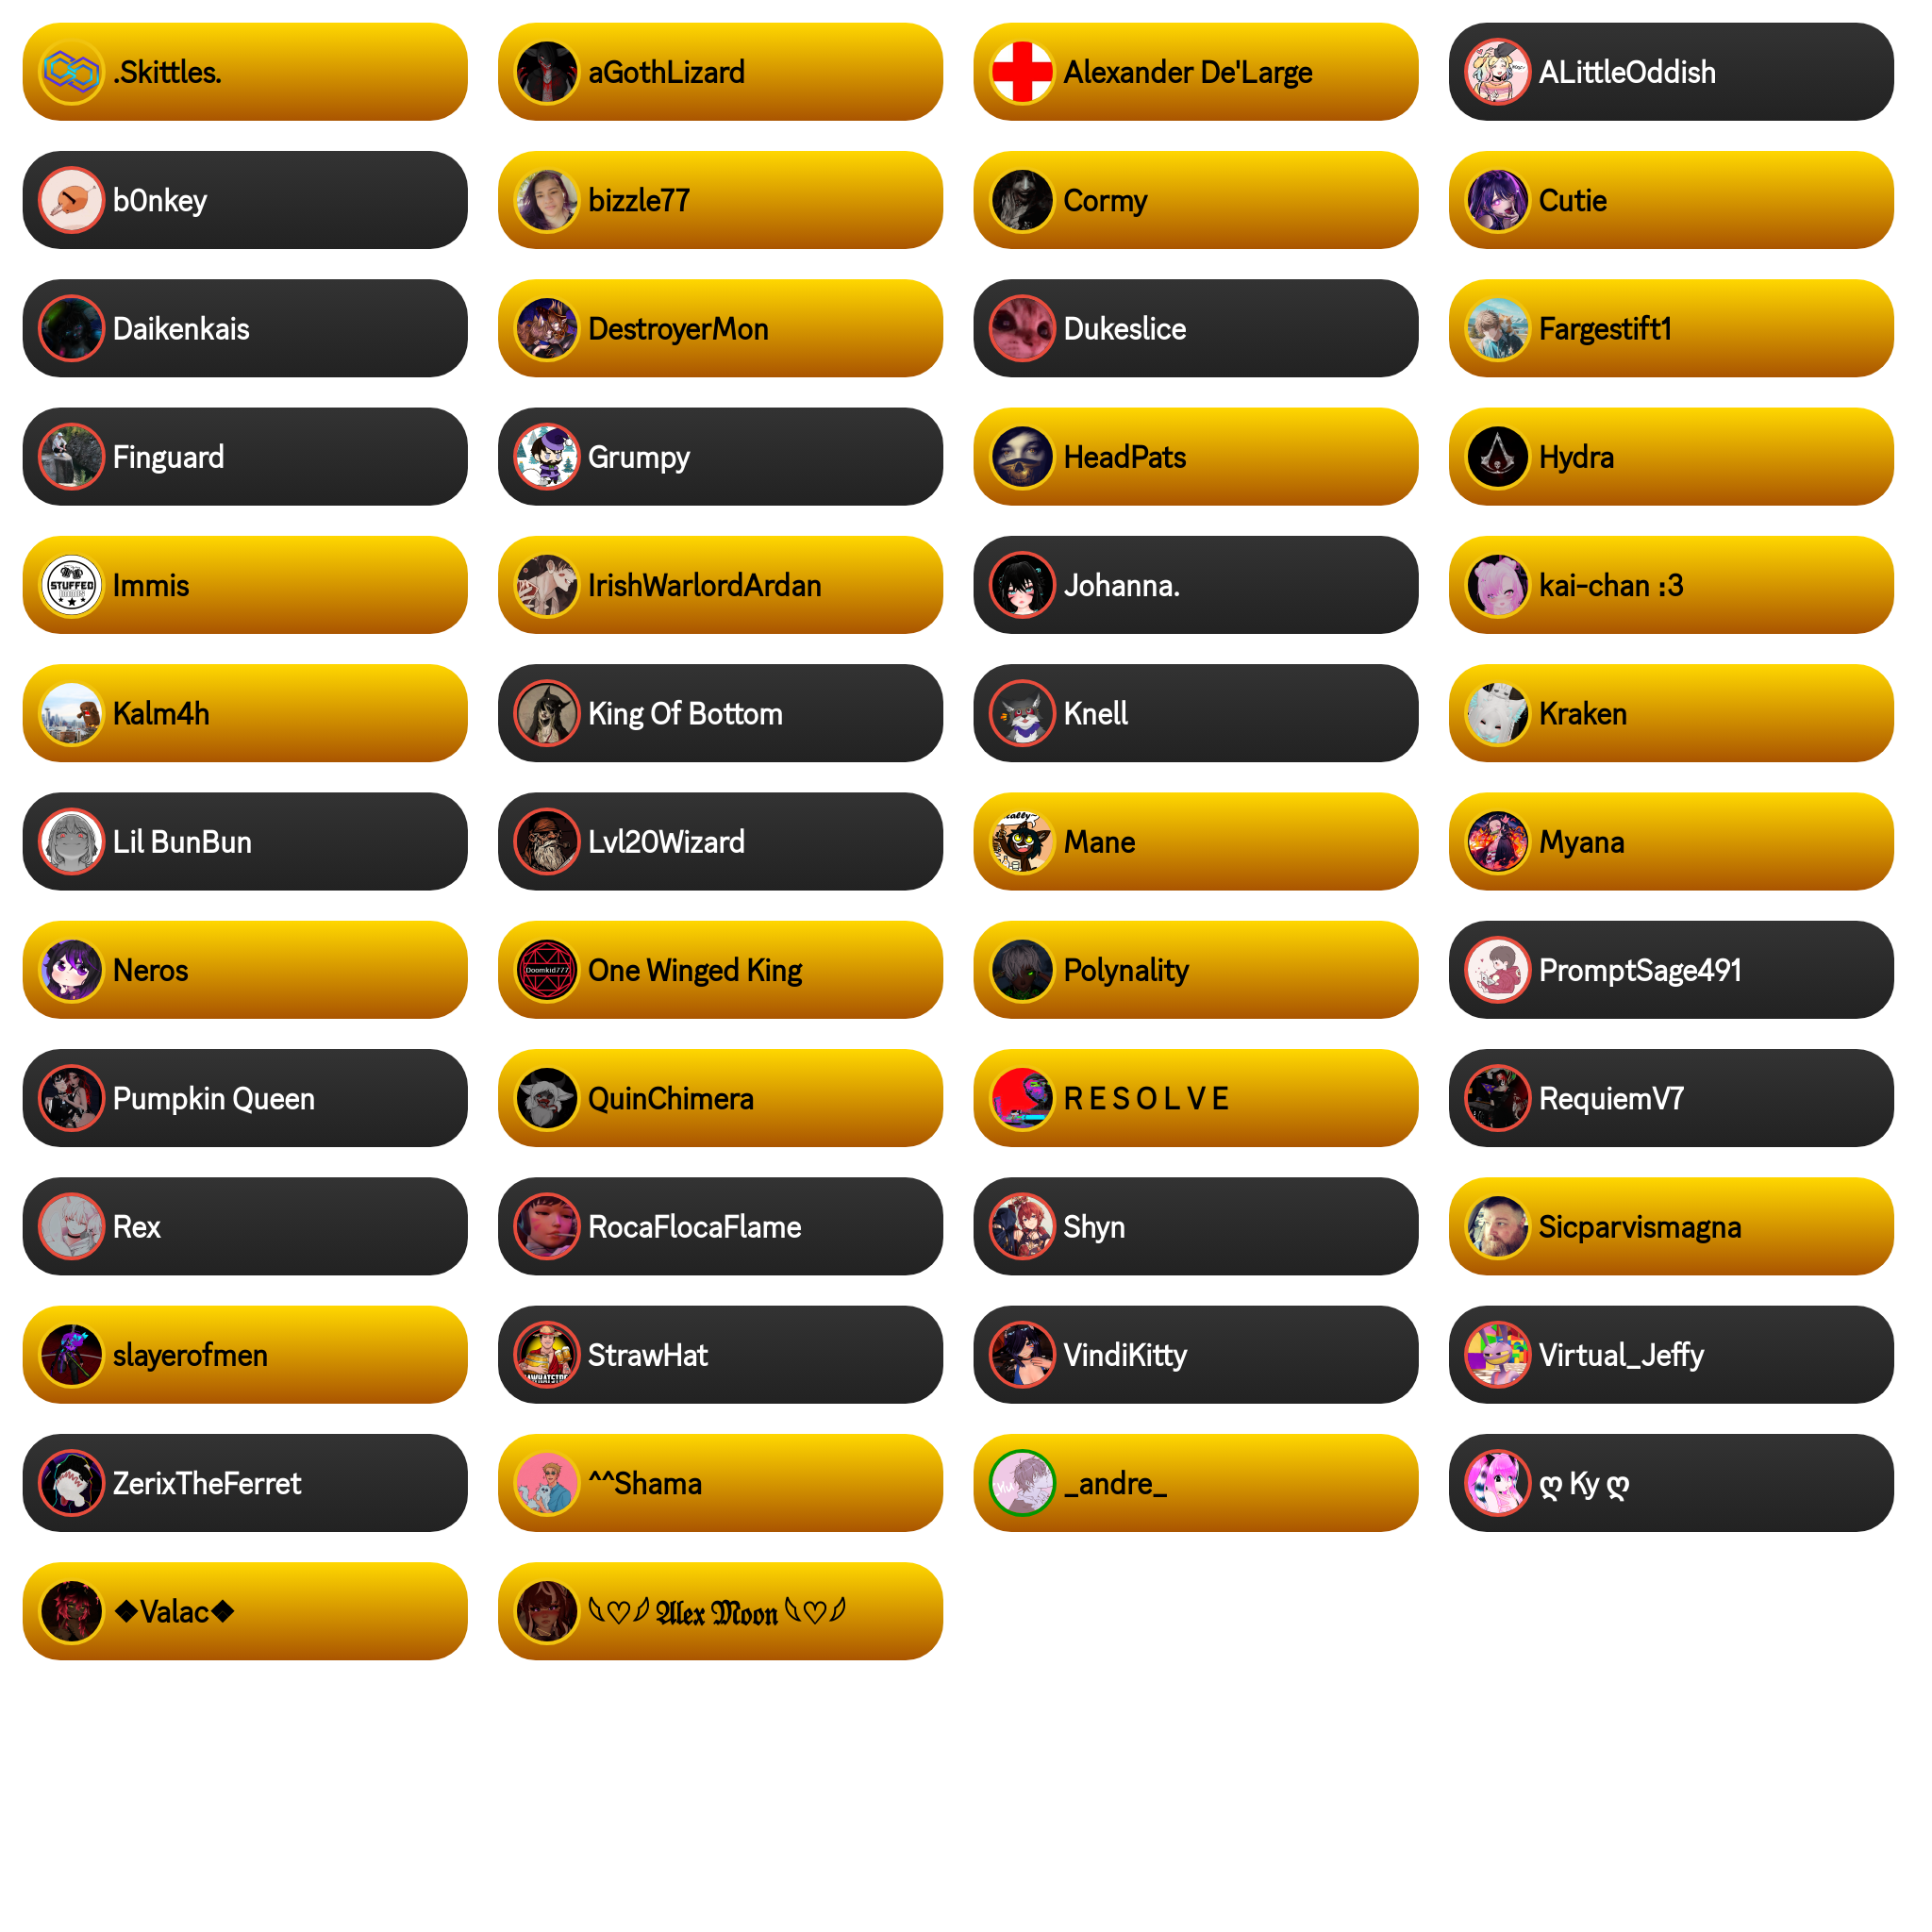 .Skittles.
aGothLizard
Alexander De'Large
ALittleOddish
b0nkey
bizzle77
Cormy
Cutie
Daikenkais
DestroyerMon
Dukeslice
Fargestift1
Finguard
Grumpy
HeadPats
Hydra
STUFFED
Immis
IrishWarlordArdan
Johanna.
kai-chan :3
Kalm4h
King Of Bottom
Knell
Kraken
Lil BunBun
Lvl20Wizard
Mane
Myana
Neros
Doomkid777
One Winged King
Polynality
PromptSage491
Pumpkin Queen
QuinChimera
R E S O L V E
RequiemV7
Rex
RocaFlocaFlame
Shyn
Sicparvismagna
slayerofmen
StrawHat
VindiKitty
Virtual_Jeffy
ZerixTheFerret
^^Shama
_andre_
ღ Ky ღ
❖Valac❖
𓆩♡𓆪 𝕬𝖑𝖊𝖝 𝕸𝖔𝖔𝖓 𓆩♡𓆪